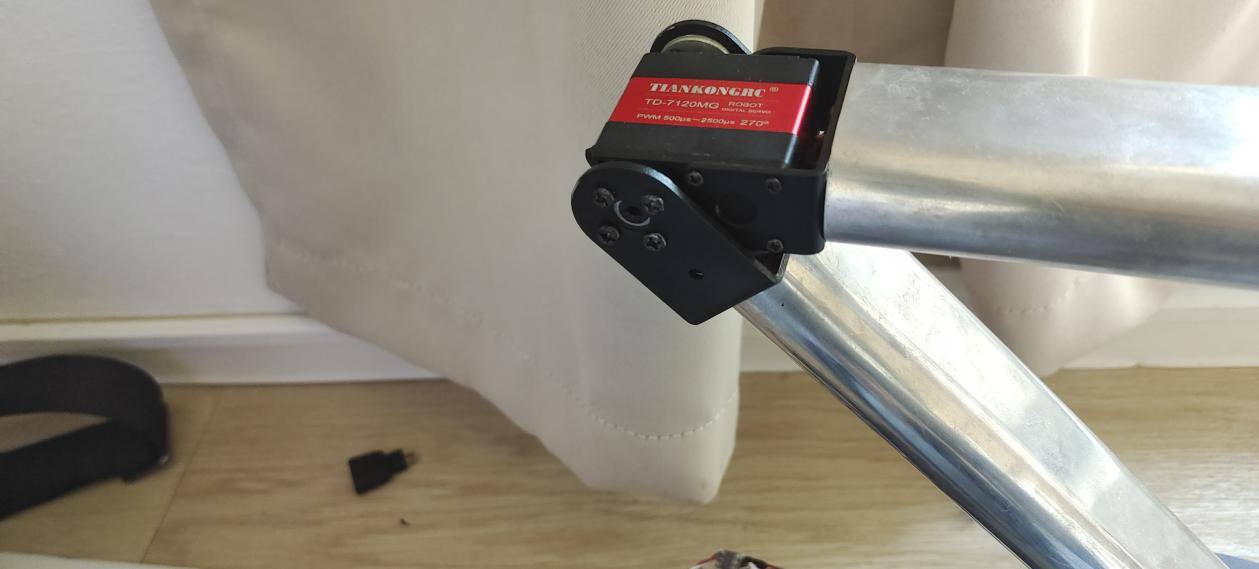 TIANKONGRC ®
TD-7120MG ROBOT
DIGITAL SERVO
PWM 500µs~2500µs 270°